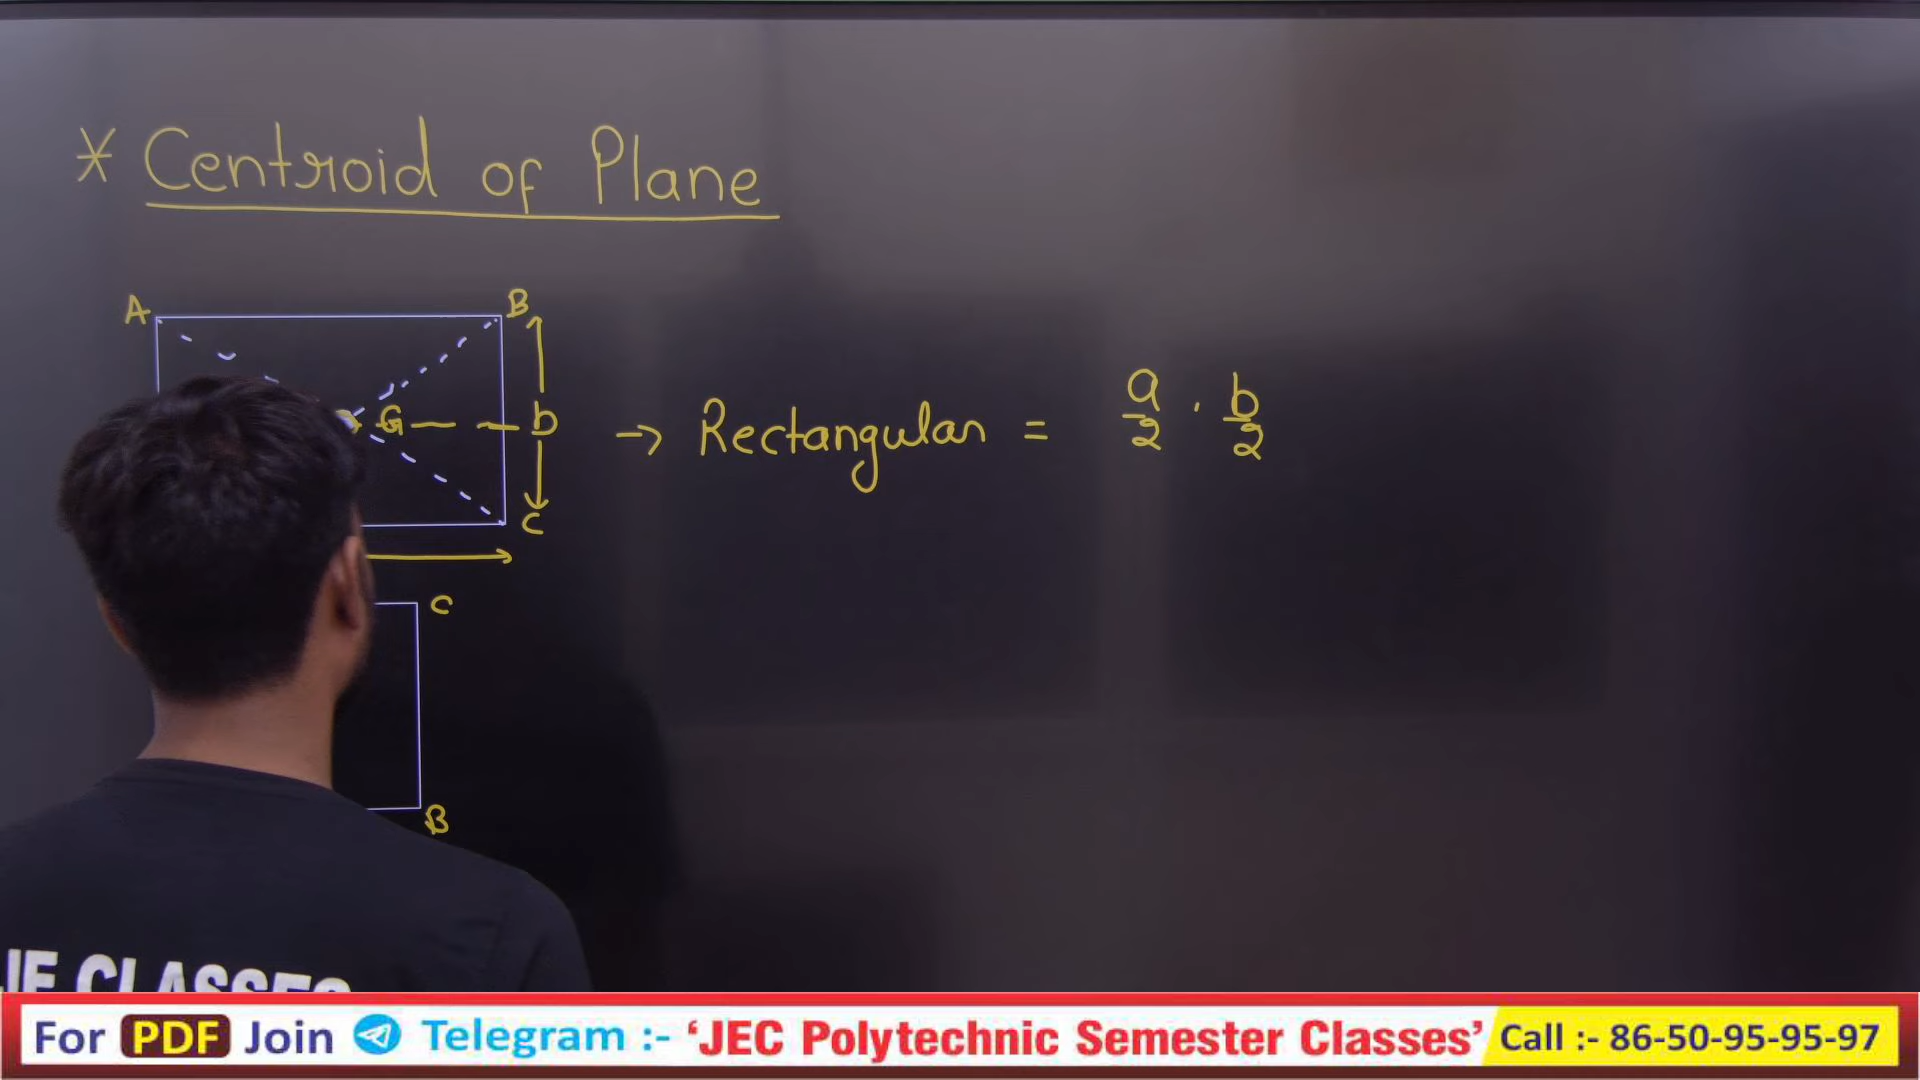 * Centroid of Plane
A B
G b
→ Rectangular = a/2 . b/2
C
C
B
CLASSES
For PDF Join Telegram :- 'JEC Polytechnic Semester Classes' Call :- 86-50-95-95-97